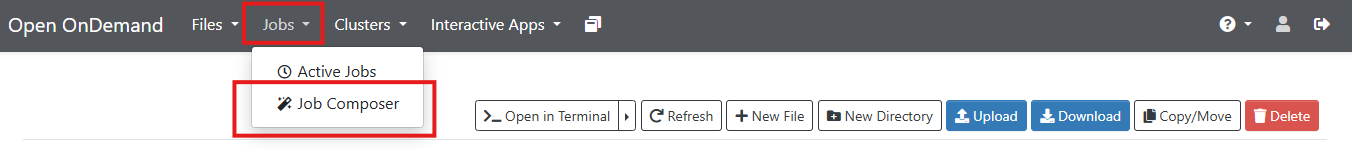 Open OnDemand Files Jobs Clusters Interactive Apps
Active Jobs
Job Composer
Open in Terminal Refresh New File New Directory Upload Download Copy/Move Delete